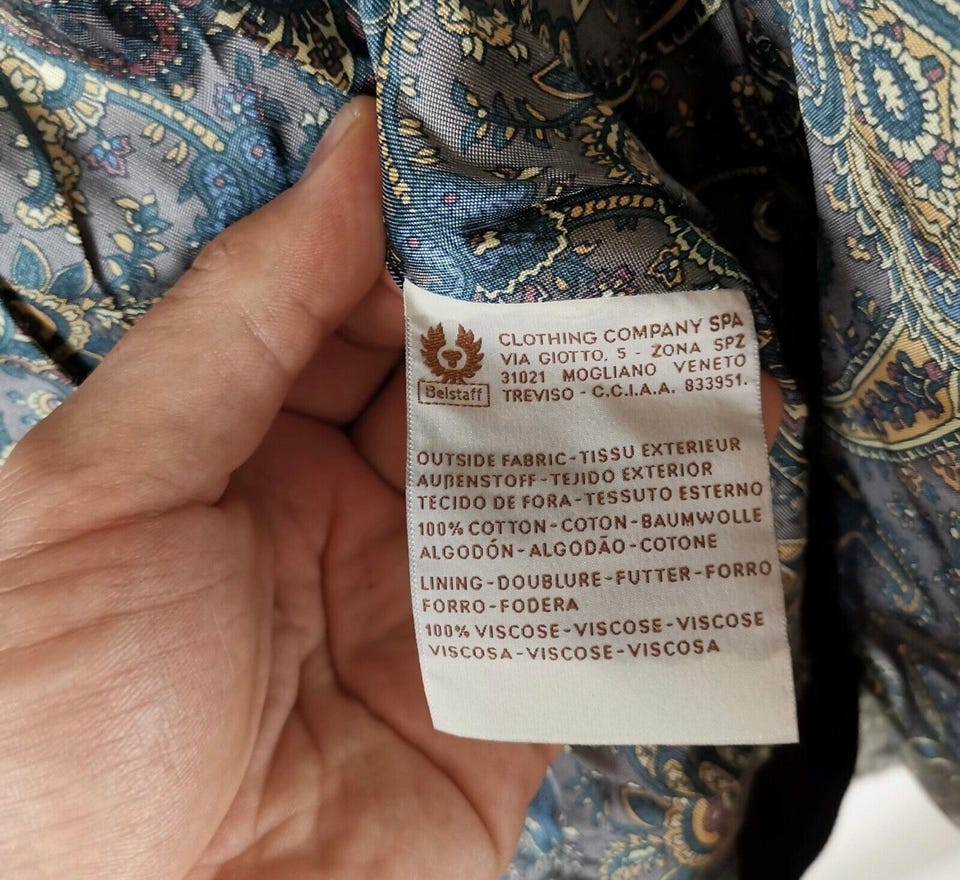 Belstaff
CLOTHING COMPANY SPA
VIA GIOTTO, 5 - ZONA SPZ
31021 MOGLIANO VENETO
TREVISO - C.C.I.A.A. 833951.
OUTSIDE FABRIC-TISSU EXTERIEUR
AUßENSTOFF-TEJIDO EXTERIOR
TECIDO DE FORA-TESSUTO ESTERNO
100% COTTON-COTON-BAUMWOLLE
ALGODÓN-ALGODÃO-COTONE
LINING-DOUBLURE-FUTTER-FORRO
FORRO-FODERA
100% VISCOSE-VISCOSE-VISCOSE
VISCOSA-VISCOSE-VISCOSA